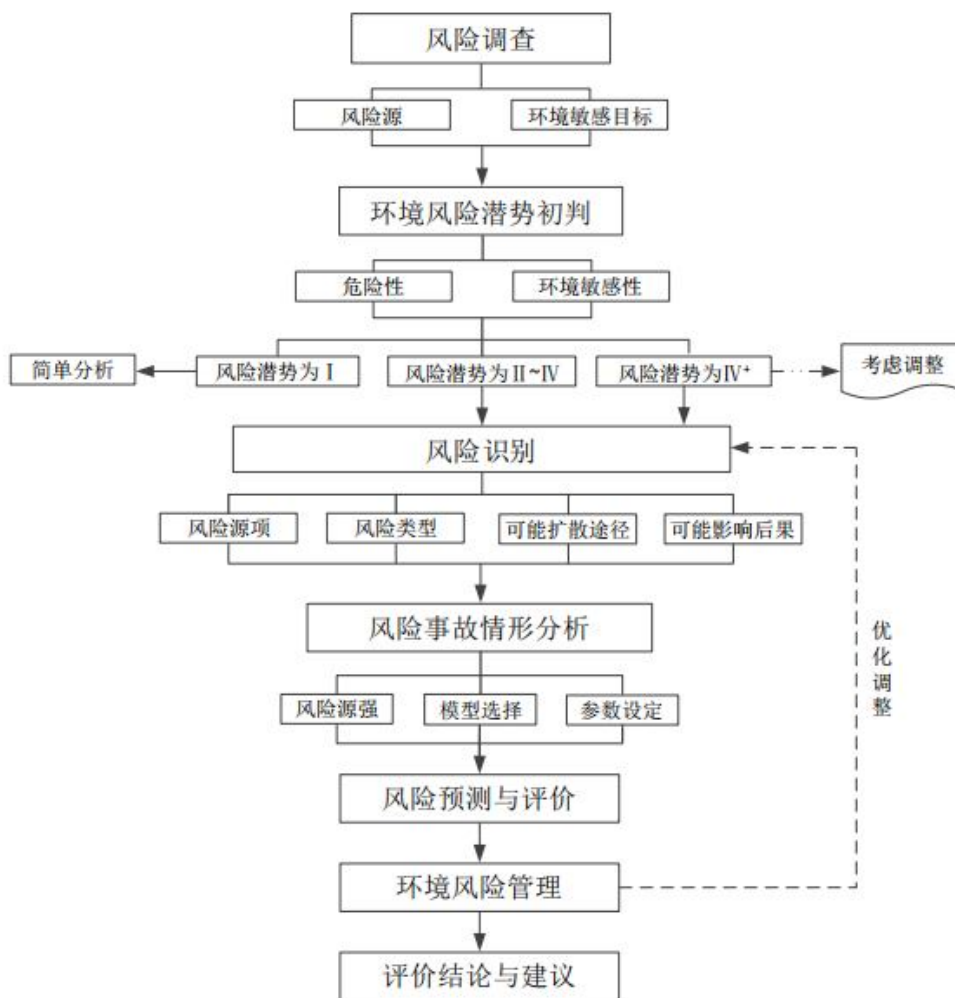 风险调查
风险源
环境敏感目标
环境风险潜势初判
危险性
环境敏感性
简单分析
风险潜势为Ⅰ
风险潜势为Ⅱ~Ⅳ
风险潜势为Ⅳ⁺
考虑调整
风险识别
风险源项
风险类型
可能扩散途径
可能影响后果
风险事故情形分析
优化调整
风险源强
模型选择
参数设定
风险预测与评价
环境风险管理
评价结论与建议